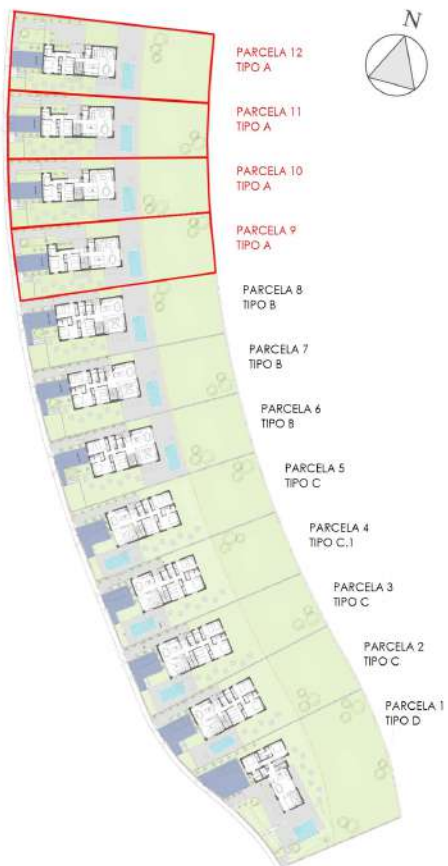 N
PARCELA 12
TIPO A
PARCELA 11
TIPO A
PARCELA 10
TIPO A
PARCELA 9
TIPO A
PARCELA 8
TIPO B
PARCELA 7
TIPO B
PARCELA 6
TIPO B
PARCELA 5
TIPO C
PARCELA 4
TIPO C.1
PARCELA 3
TIPO C
PARCELA 2
TIPO C
PARCELA 1
TIPO D